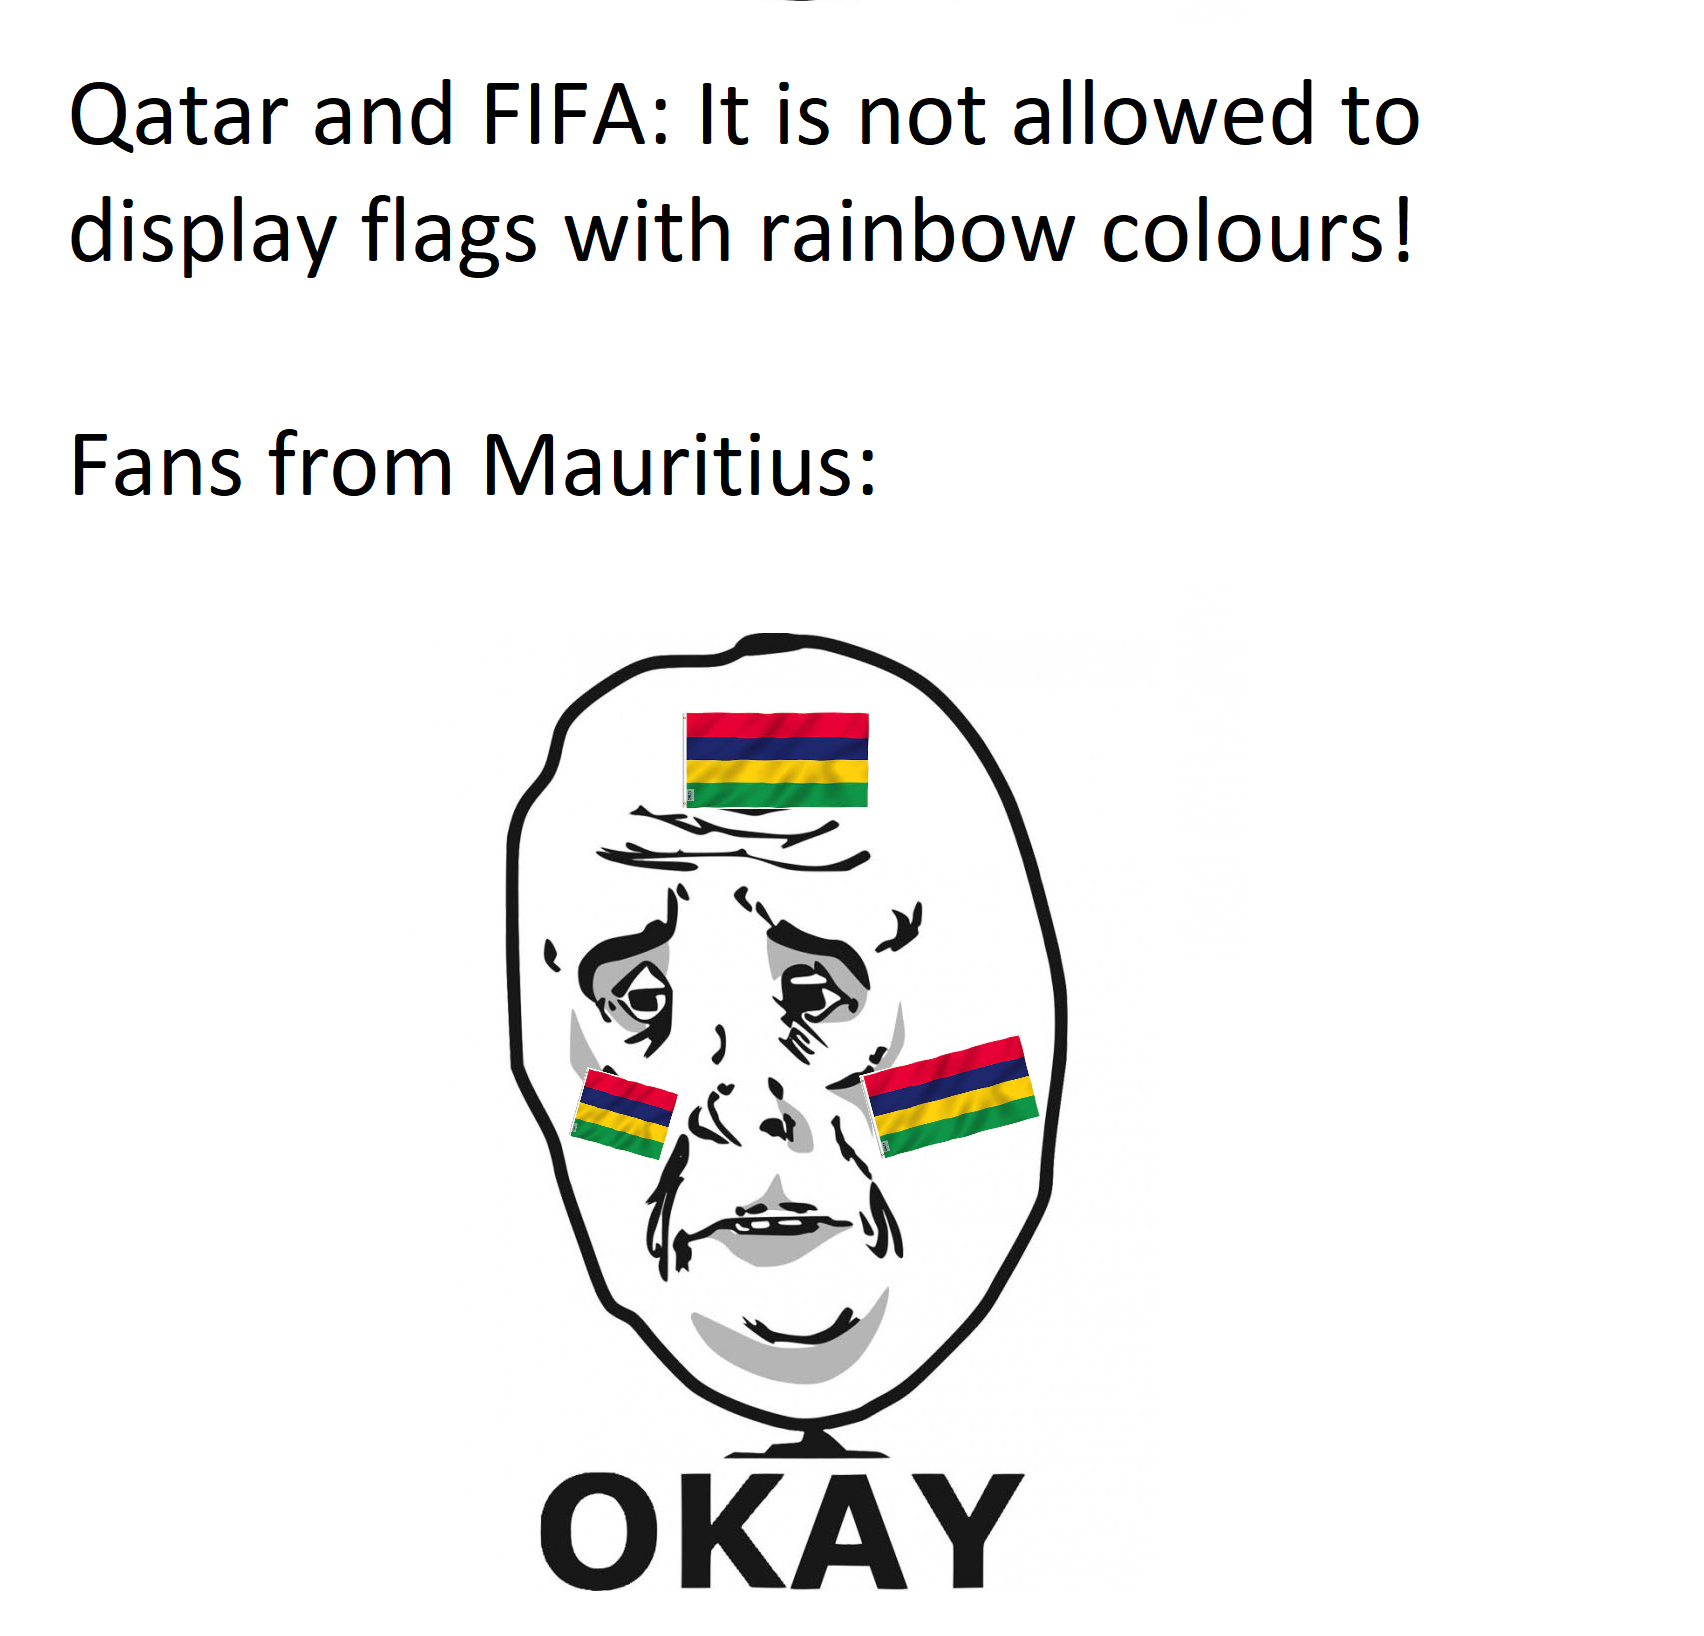 Qatar and FIFA: It is not allowed to
display flags with rainbow colours!
Fans from Mauritius:
OKAY